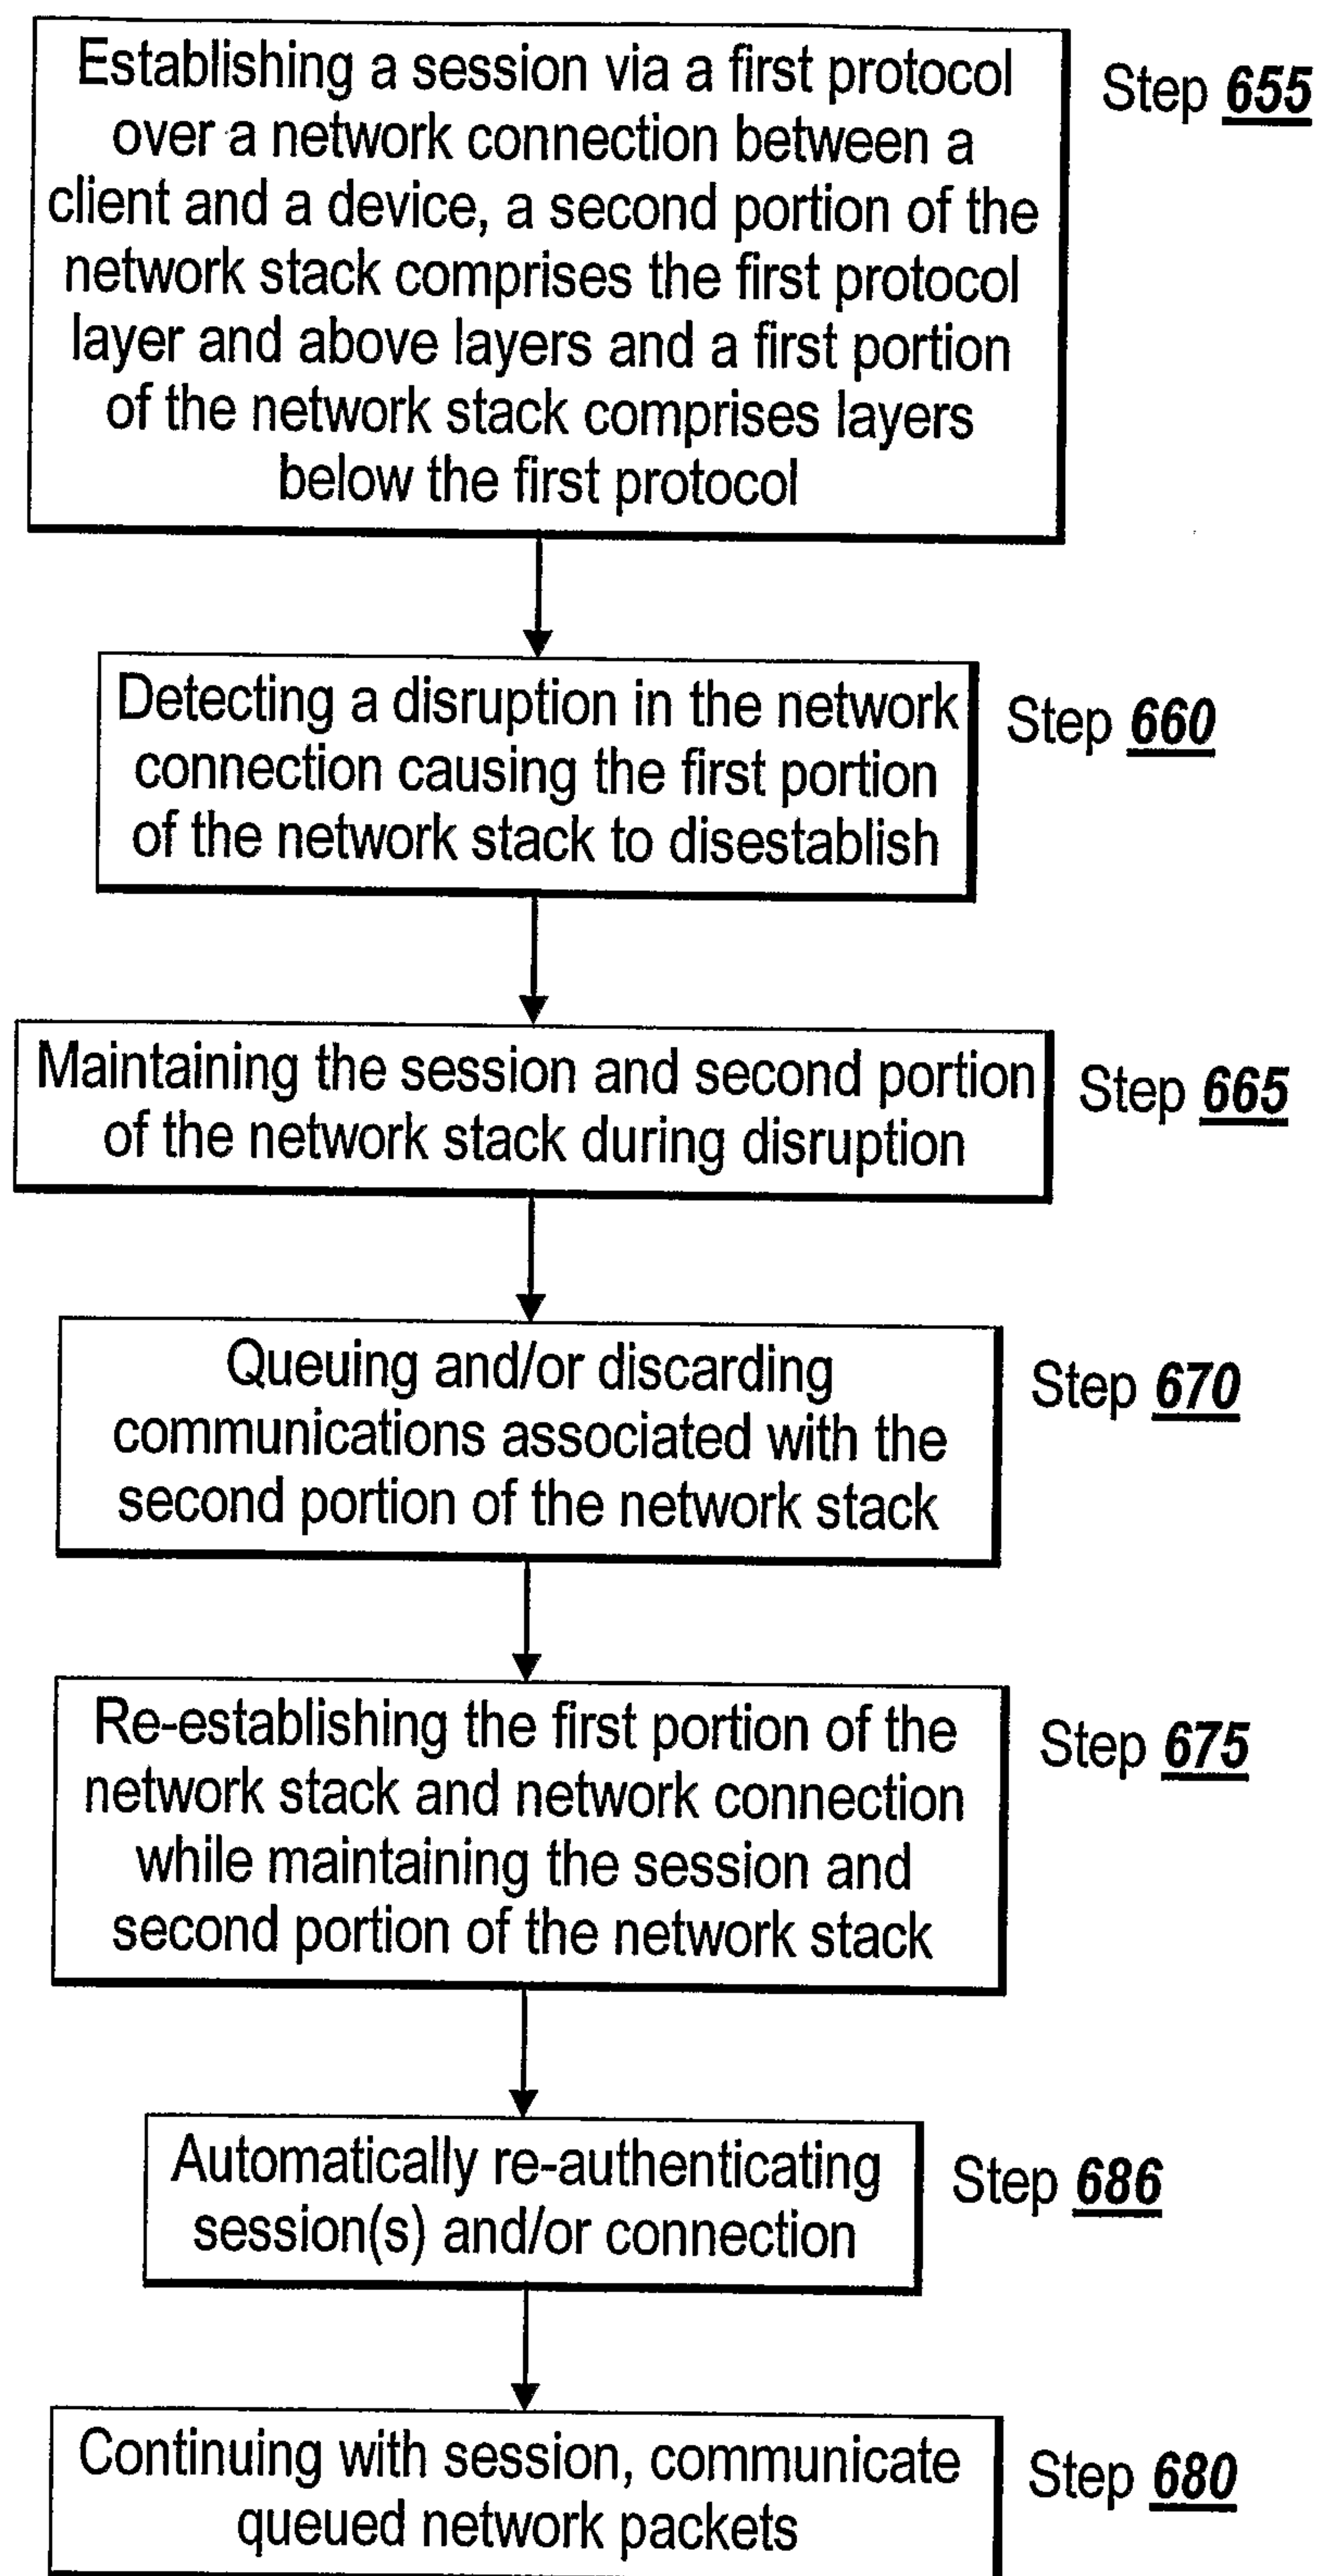 Establishing a session via a first protocol
over a network connection between a
client and a device, a second portion of the
network stack comprises the first protocol
layer and above layers and a first portion
of the network stack comprises layers
below the first protocol
Step 655
Detecting a disruption in the network
connection causing the first portion
of the network stack to disestablish
Step 660
Maintaining the session and second portion
of the network stack during disruption
Step 665
Queuing and/or discarding
communications associated with the
second portion of the network stack
Step 670
Re-establishing the first portion of the
network stack and network connection
while maintaining the session and
second portion of the network stack
Step 675
Automatically re-authenticating
session(s) and/or connection
Step 686
Continuing with session, communicate
queued network packets
Step 680